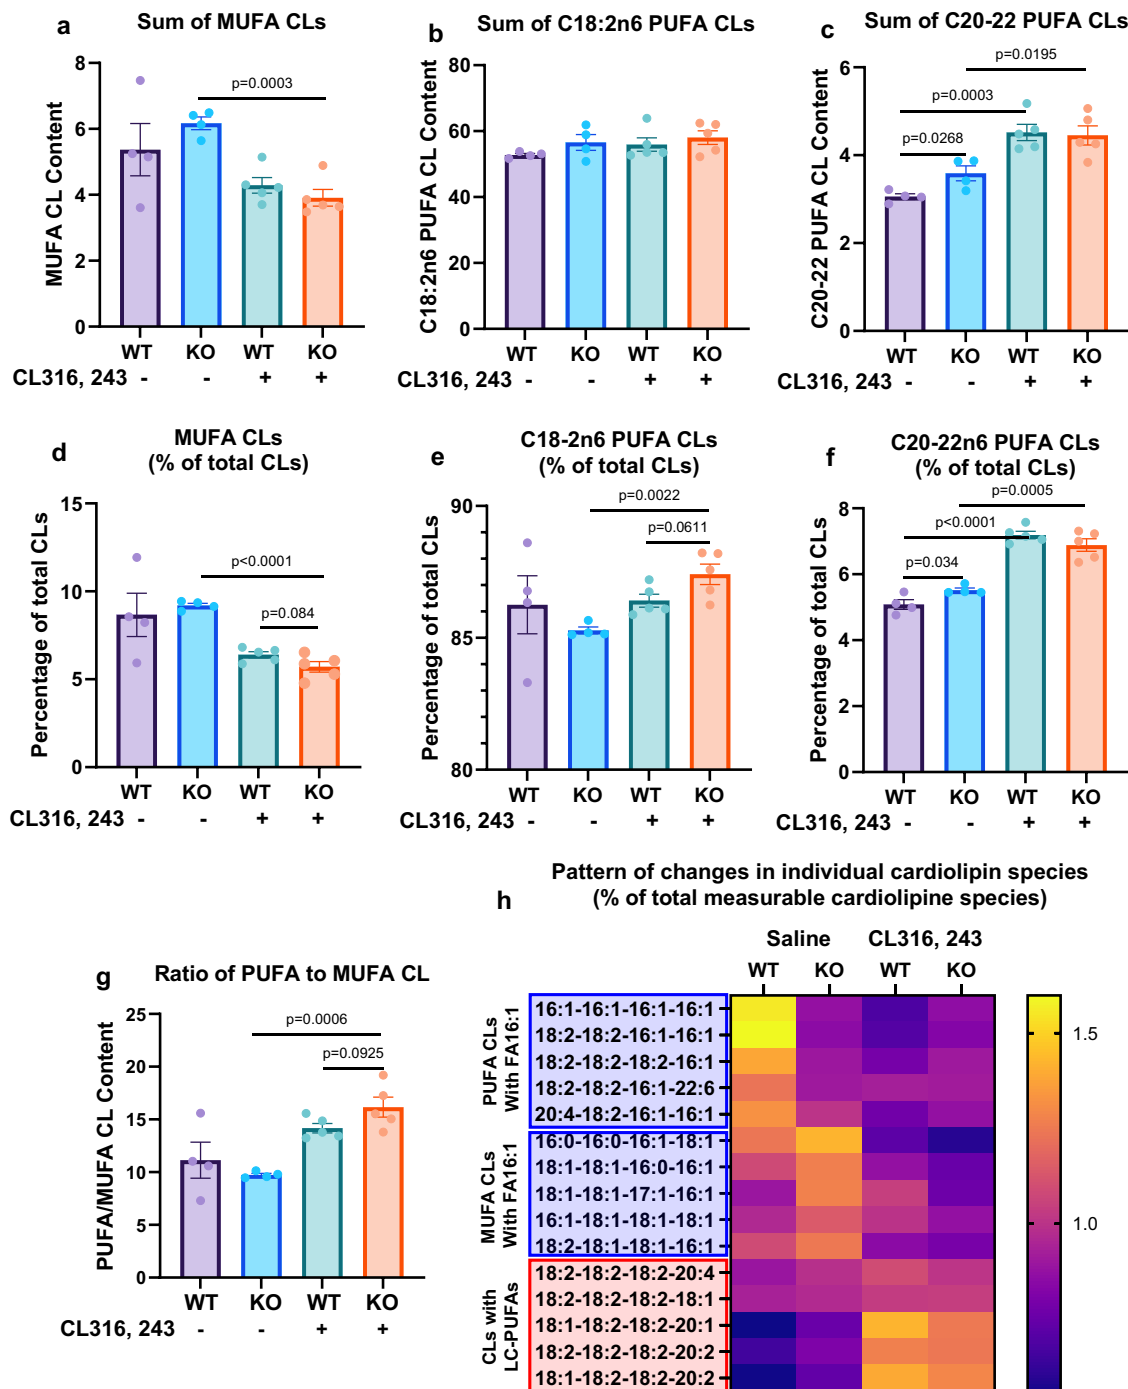 a Sum of MUFA CLs
MUFA CL Content
8
6
4
2
0
p=0.0003
WT KO WT KO
CL316, 243 - - + +
b Sum of C18:2n6 PUFA CLs
C18:2n6 PUFA CL Content
80
60
40
20
0
WT KO WT KO
CL316, 243 - - + +
c Sum of C20-22 PUFA CLs
C20-22 PUFA CL Content
6
4
2
0
p=0.0195
p=0.0003
p=0.0268
WT KO WT KO
CL316, 243 - - + +
d MUFA CLs
(% of total CLs)
Percentage of total CLs
15
10
5
0
p<0.0001
p=0.084
WT KO WT KO
CL316, 243 - - + +
e C18-2n6 PUFA CLs
(% of total CLs)
Percentage of total CLs
90
85
80
p=0.0022
p=0.0611
WT KO WT KO
CL316, 243 - - + +
f C20-22n6 PUFA CLs
(% of total CLs)
Percentage of total CLs
8
6
4
2
0
p=0.0005
p<0.0001
p=0.034
WT KO WT KO
CL316, 243 - - + +
g Ratio of PUFA to MUFA CL
PUFA/MUFA CL Content
25
20
15
10
5
0
p=0.0006
p=0.0925
WT KO WT KO
CL316, 243 - - + +
h Pattern of changes in individual cardiolipin species
(% of total measurable cardiolipine species)
Saline CL316, 243
WT KO WT KO
PUFA CLs
With FA16:1
16:1-16:1-16:1-16:1
18:2-18:2-16:1-16:1
18:2-18:2-18:2-16:1
18:2-18:2-16:1-22:6
20:4-18:2-16:1-16:1
MUFA CLs
With FA16:1
16:0-16:0-16:1-18:1
18:1-18:1-16:0-16:1
18:1-18:1-17:1-16:1
16:1-18:1-18:1-18:1
18:2-18:1-18:1-16:1
CLs with
LC-PUFAs
18:2-18:2-18:2-20:4
18:2-18:2-18:2-18:1
18:1-18:2-18:2-20:1
18:2-18:2-18:2-20:2
18:1-18:2-18:2-20:2
1.5
1.0